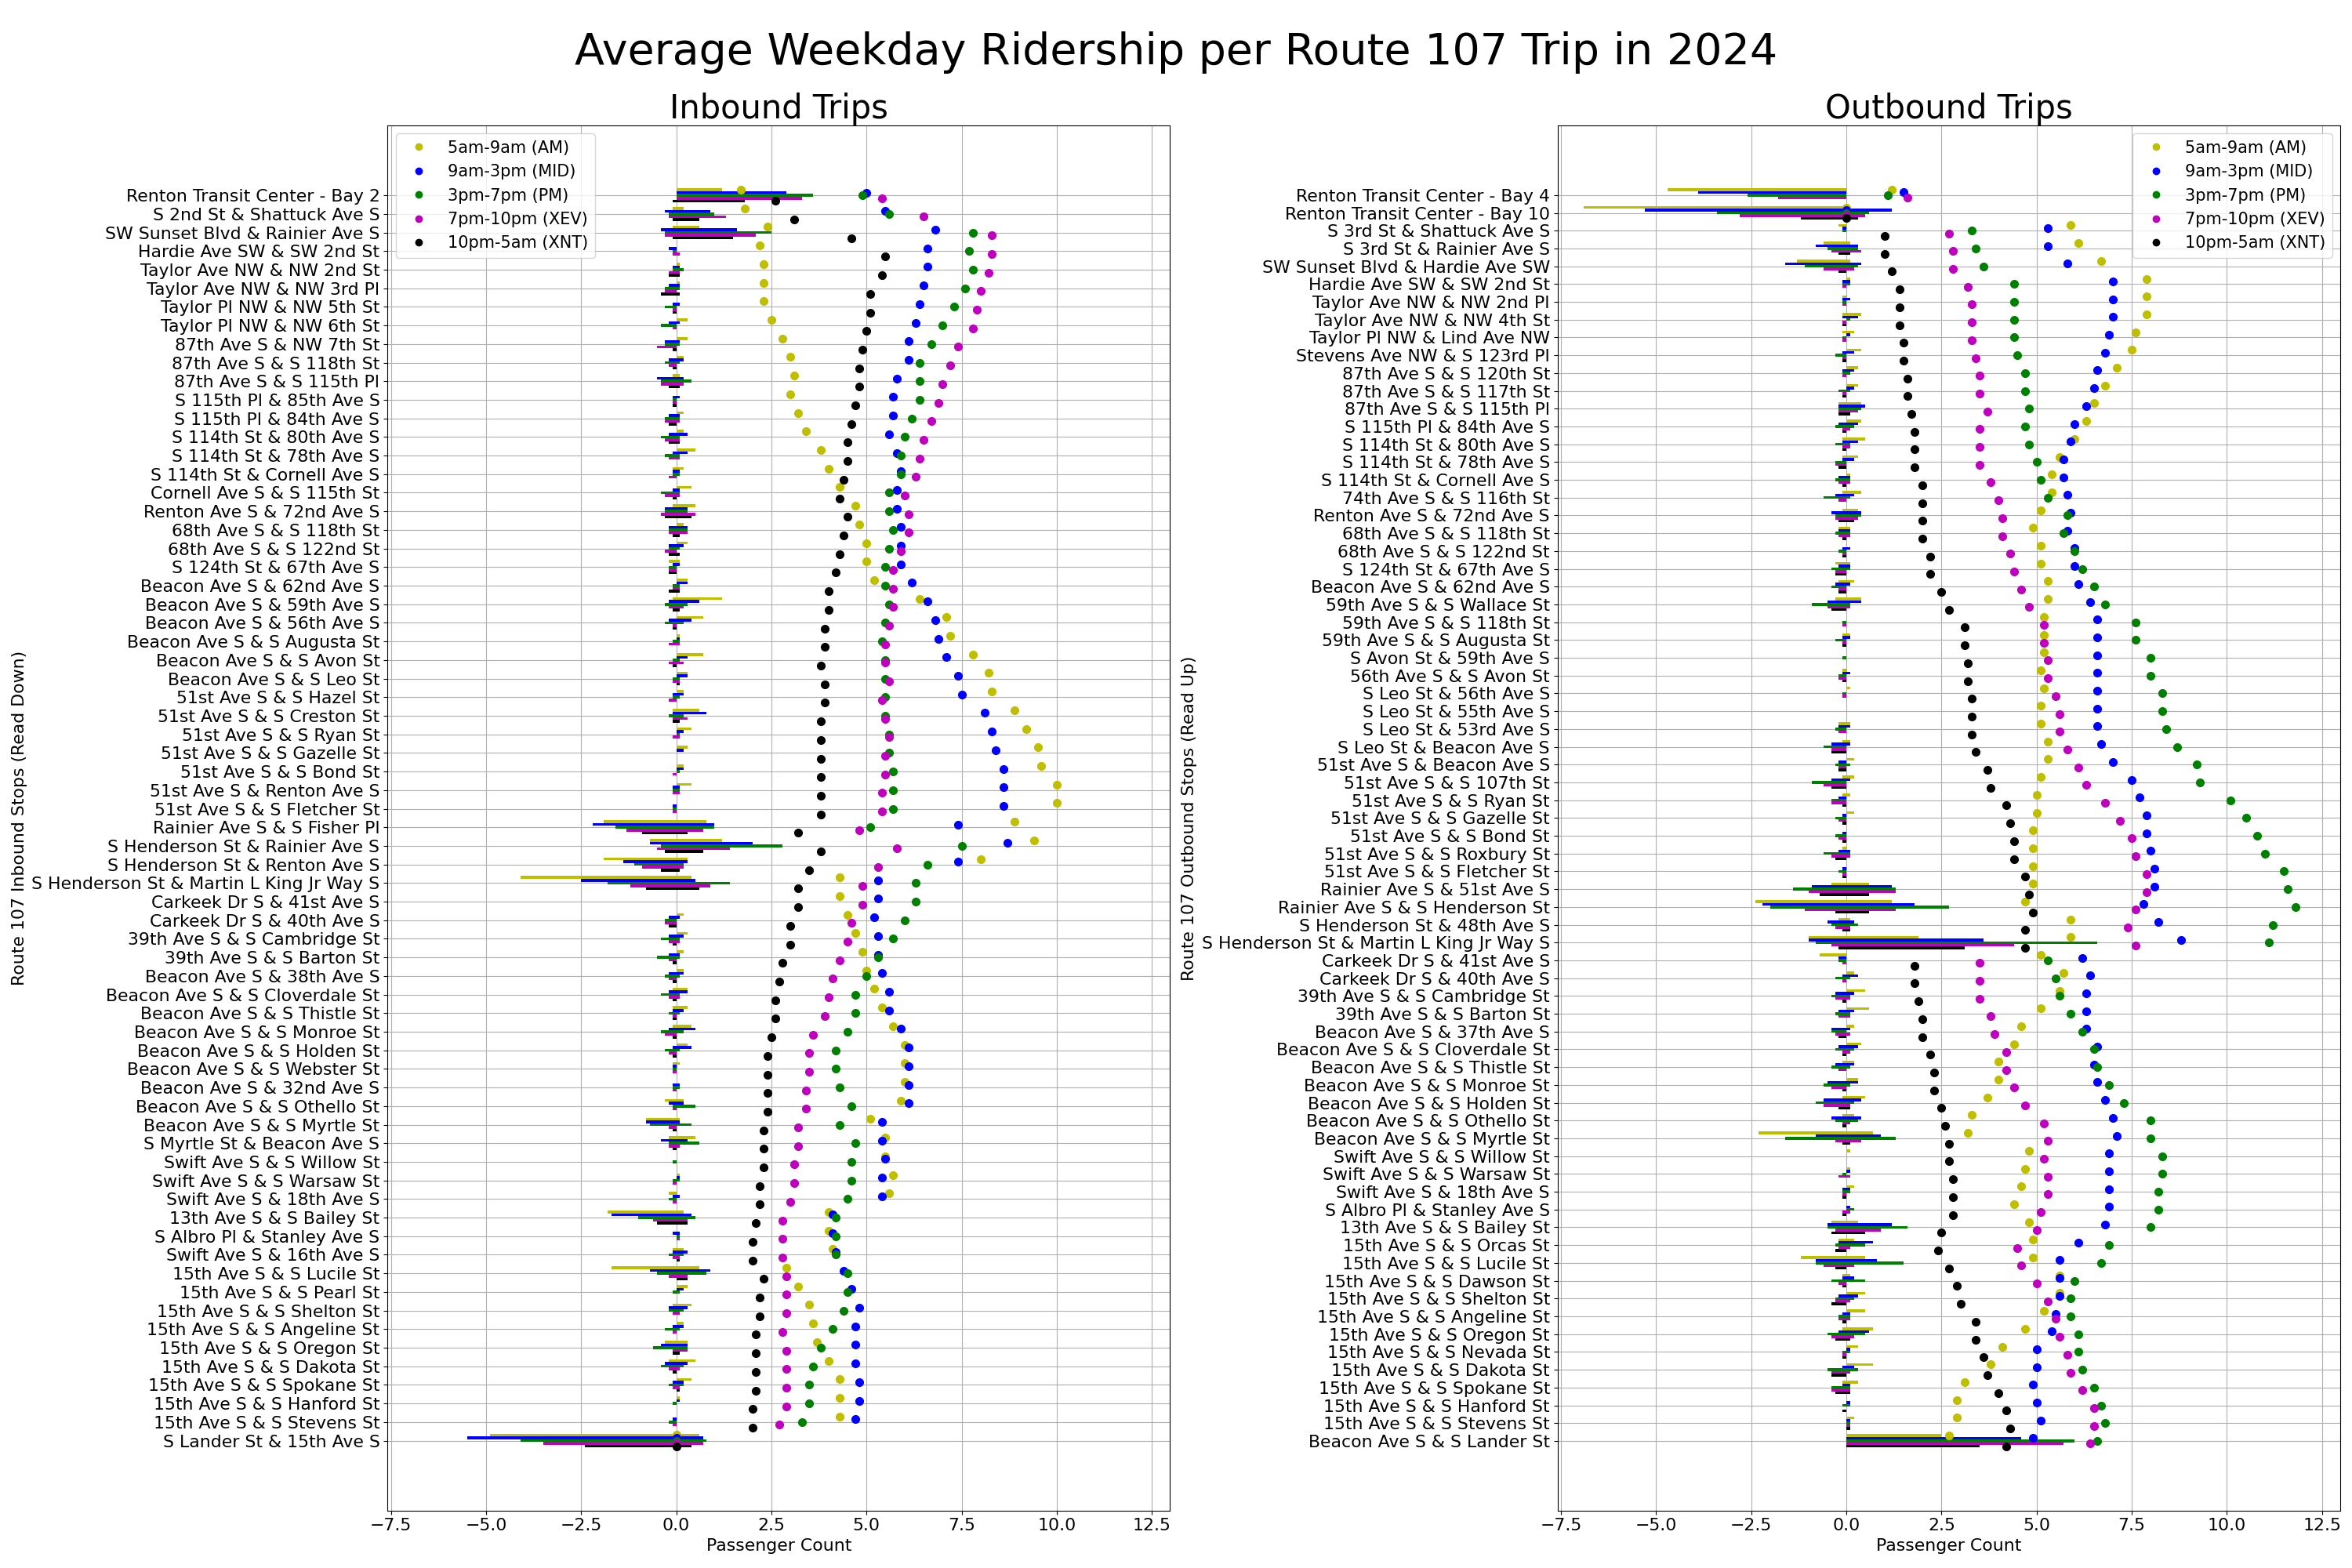 Average Weekday Ridership per Route 107 Trip in 2024
Inbound Trips
5am-9am (AM)
9am-3pm (MID)
3pm-7pm (PM)
7pm-10pm (XEV)
10pm-5am (XNT)
Route 107 Inbound Stops (Read Down)
Renton Transit Center - Bay 2
S 2nd St & Shattuck Ave S
SW Sunset Blvd & Rainier Ave S
Hardie Ave SW & SW 2nd St
Taylor Ave NW & NW 2nd St
Taylor Ave NW & NW 3rd Pl
Taylor Pl NW & NW 5th St
Taylor Pl NW & NW 6th St
87th Ave S & NW 7th St
87th Ave S & S 118th St
87th Ave S & S 115th Pl
S 115th Pl & 85th Ave S
S 115th Pl & 84th Ave S
S 114th St & 80th Ave S
S 114th St & 78th Ave S
S 114th St & Cornell Ave S
Cornell Ave S & S 115th St
Renton Ave S & 72nd Ave S
68th Ave S & S 118th St
68th Ave S & S 122nd St
S 124th St & 67th Ave S
Beacon Ave S & 62nd Ave S
Beacon Ave S & 59th Ave S
Beacon Ave S & 56th Ave S
Beacon Ave S & S Augusta St
Beacon Ave S & S Avon St
Beacon Ave S & S Leo St
51st Ave S & S Hazel St
51st Ave S & S Creston St
51st Ave S & S Ryan St
51st Ave S & S Gazelle St
51st Ave S & S Bond St
51st Ave S & S Renton Ave S
51st Ave S & S Fletcher St
Rainier Ave S & S Fisher Pl
S Henderson St & Rainier Ave S
S Henderson St & Renton Ave S
S Henderson St & Martin L King Jr Way S
Carkeek Dr S & 41st Ave S
Carkeek Dr S & 40th Ave S
39th Ave S & S Cambridge St
39th Ave S & S Barton St
Beacon Ave S & 38th Ave S
Beacon Ave S & S Cloverdale St
Beacon Ave S & S Thistle St
Beacon Ave S & S Monroe St
Beacon Ave S & S Holden St
Beacon Ave S & S Webster St
Beacon Ave S & 32nd Ave S
Beacon Ave S & S Othello St
Beacon Ave S & S Myrtle St
S Myrtle St & Beacon Ave S
Swift Ave S & S Willow St
Swift Ave S & S Warsaw St
Swift Ave S & 18th Ave S
13th Ave S & S Bailey St
S Albro Pl & Stanley Ave S
Swift Ave S & 16th Ave S
15th Ave S & S Lucile St
15th Ave S & S Pearl St
15th Ave S & S Shelton St
15th Ave S & S Angeline St
15th Ave S & S Oregon St
15th Ave S & S Dakota St
15th Ave S & S Spokane St
15th Ave S & S Hanford St
15th Ave S & S Stevens St
S Lander St & 15th Ave S
−7.5 −5.0 −2.5 0.0 2.5 5.0 7.5 10.0 12.5
Passenger Count
Outbound Trips
5am-9am (AM)
9am-3pm (MID)
3pm-7pm (PM)
7pm-10pm (XEV)
10pm-5am (XNT)
Route 107 Outbound Stops (Read Up)
Renton Transit Center - Bay 4
Renton Transit Center - Bay 10
S 3rd St & Shattuck Ave S
S 3rd St & Rainier Ave S
SW Sunset Blvd & Hardie Ave SW
Hardie Ave SW & SW 2nd St
Taylor Ave NW & NW 2nd Pl
Taylor Ave NW & NW 4th St
Taylor Pl NW & Lind Ave NW
Stevens Ave NW & S 123rd Pl
87th Ave S & S 120th St
87th Ave S & S 117th St
87th Ave S & S 115th Pl
S 115th Pl & 84th Ave S
S 114th St & 80th Ave S
S 114th St & 78th Ave S
S 114th St & Cornell Ave S
74th Ave S & S 116th St
Renton Ave S & 72nd Ave S
68th Ave S & S 118th St
68th Ave S & S 122nd St
S 124th St & 67th Ave S
Beacon Ave S & 62nd Ave S
59th Ave S & S Wallace St
59th Ave S & S 118th St
59th Ave S & S Augusta St
S Avon St & 59th Ave S
56th Ave S & S Avon St
S Leo St & 56th Ave S
S Leo St & 55th Ave S
S Leo St & 53rd Ave S
S Leo St & Beacon Ave S
51st Ave S & Beacon Ave S
51st Ave S & S 107th St
51st Ave S & S Ryan St
51st Ave S & S Gazelle St
51st Ave S & S Bond St
51st Ave S & S Roxbury St
51st Ave S & S Fletcher St
Rainier Ave S & 51st Ave S
Rainier Ave S & S Henderson St
S Henderson St & 48th Ave S
S Henderson St & Martin L King Jr Way S
Carkeek Dr S & 41st Ave S
Carkeek Dr S & 40th Ave S
39th Ave S & S Cambridge St
39th Ave S & S Barton St
Beacon Ave S & 37th Ave S
Beacon Ave S & S Cloverdale St
Beacon Ave S & S Thistle St
Beacon Ave S & S Monroe St
Beacon Ave S & S Holden St
Beacon Ave S & S Othello St
Beacon Ave S & S Myrtle St
Swift Ave S & S Willow St
Swift Ave S & S Warsaw St
Swift Ave S & 18th Ave S
S Albro Pl & Stanley Ave S
13th Ave S & S Bailey St
15th Ave S & S Orcas St
15th Ave S & S Lucile St
15th Ave S & S Dawson St
15th Ave S & S Shelton St
15th Ave S & S Angeline St
15th Ave S & S Oregon St
15th Ave S & S Nevada St
15th Ave S & S Dakota St
15th Ave S & S Spokane St
15th Ave S & S Hanford St
15th Ave S & S Stevens St
Beacon Ave S & S Lander St
−7.5 −5.0 −2.5 0.0 2.5 5.0 7.5 10.0 12.5
Passenger Count